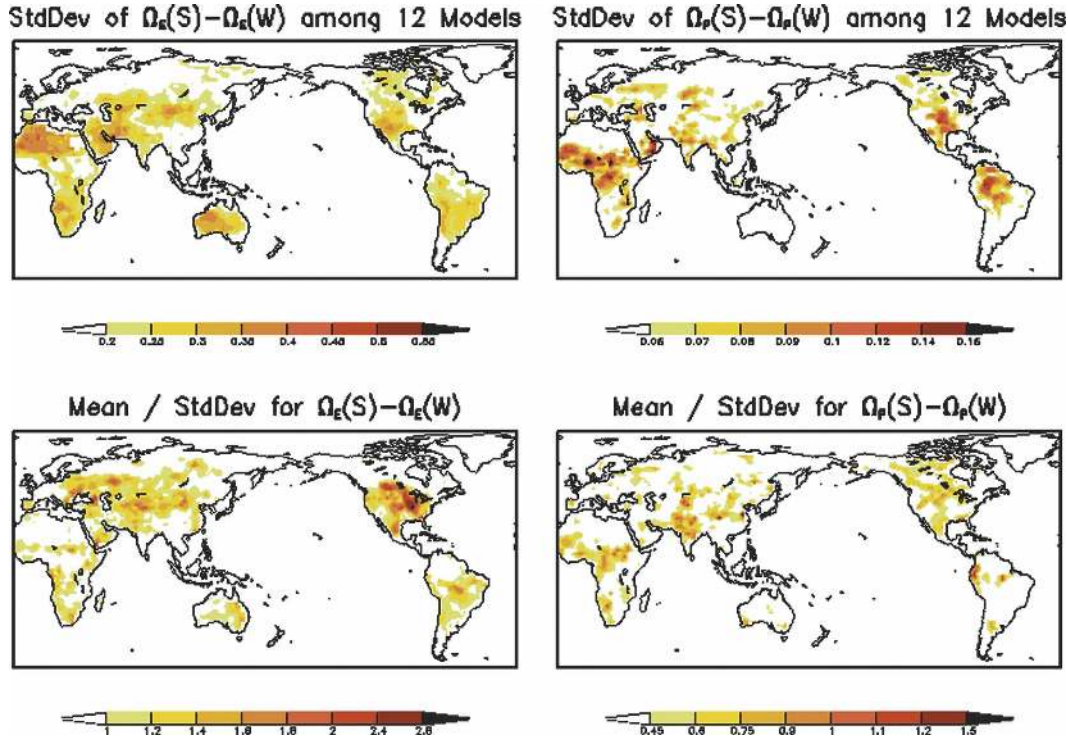 StdDev of Ω_E(S)−Ω_E(W) among 12 Models
StdDev of Ω_P(S)−Ω_P(W) among 12 Models
0.2 0.25 0.3 0.35 0.4 0.45 0.5 0.55
0.06 0.07 0.08 0.09 0.1 0.12 0.14 0.16
Mean / StdDev for Ω_E(S)−Ω_E(W)
Mean / StdDev for Ω_P(S)−Ω_P(W)
1 1.2 1.4 1.6 1.8 2 2.4 2.8
0.45 0.6 0.75 0.9 1 1.1 1.2 1.5